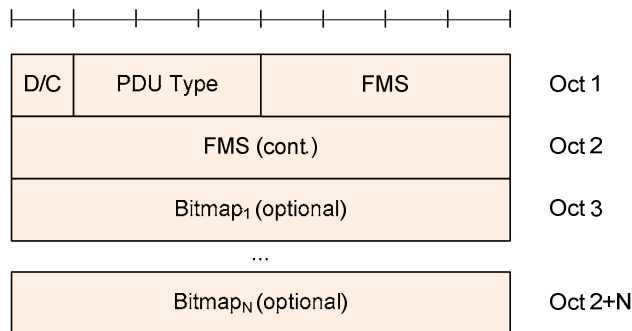 D/C PDU Type FMS Oct 1
FMS (cont.) Oct 2
Bitmap1 (optional) Oct 3
...
BitmapN (optional) Oct 2+N